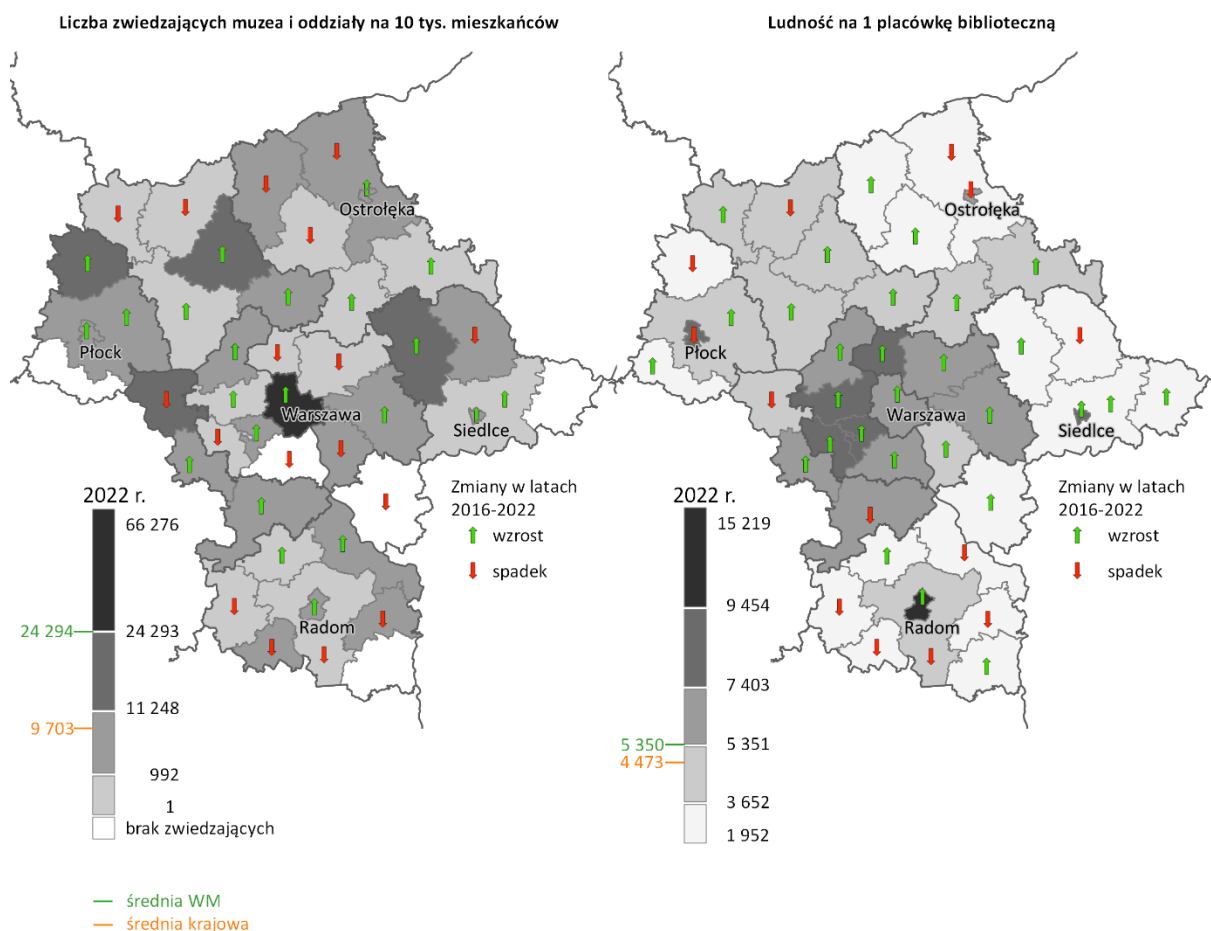 Liczba zwiedzających muzea i oddziały na 10 tys. mieszkańców
Ostrołęka
Płock
Warszawa
Siedlce
Radom
2022 r.
66 276
24 294
24 293
11 248
9 703
992
1
brak zwiedzających
Zmiany w latach
2016-2022
wzrost
spadek
średnia WM
średnia krajowa
Ludność na 1 placówkę biblioteczną
Ostrołęka
Płock
Warszawa
Siedlce
Radom
2022 r.
15 219
9 454
7 403
5 350
5 351
4 473
3 652
1 952
Zmiany w latach
2016-2022
wzrost
spadek